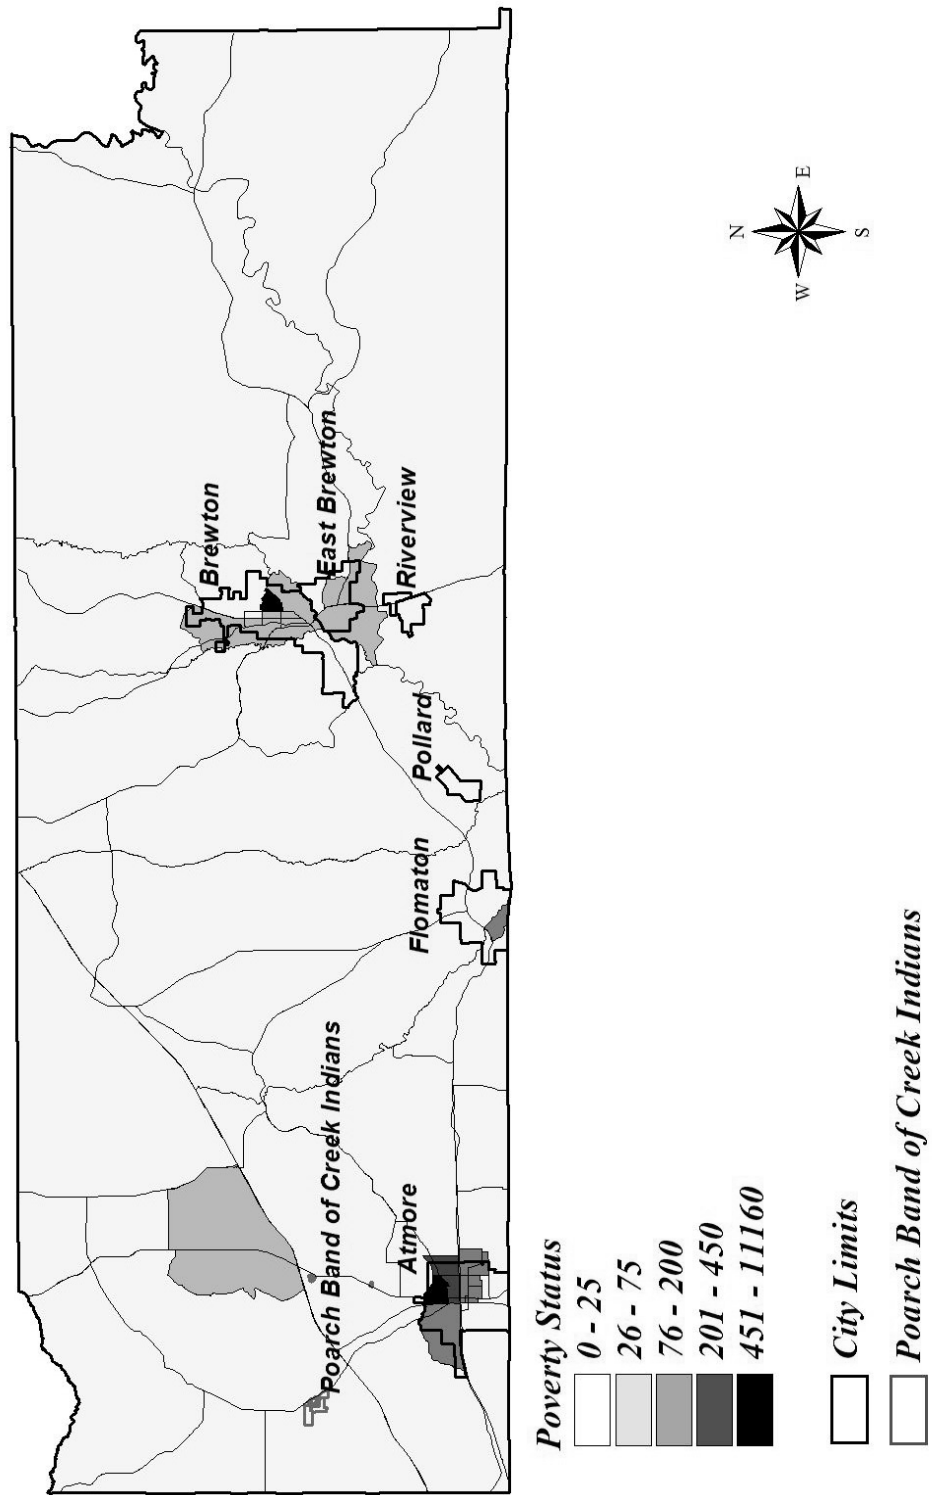 Brewton
East Brewton
Riverview
Pollard
Flomaton
Poarch Band of Creek Indians
Atmore
N
W
E
S
Poverty Status
0 - 25
26 - 75
76 - 200
201 - 450
451 - 11160
City Limits
Poarch Band of Creek Indians